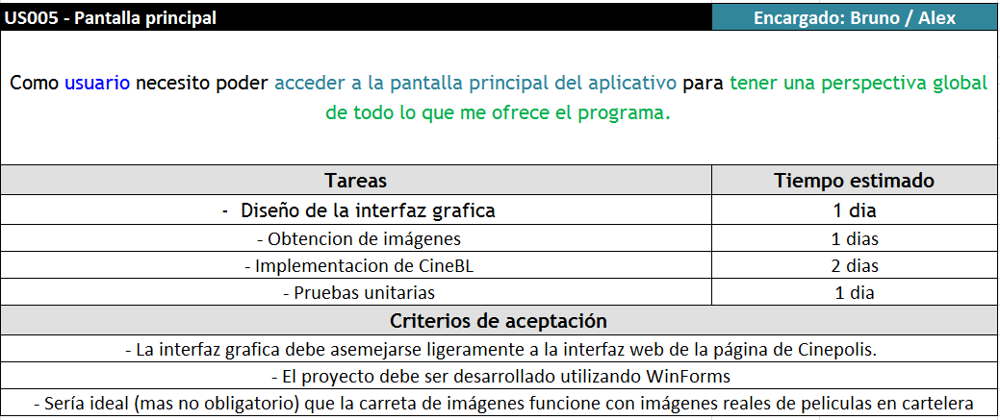 US005 - Pantalla principal Encargado: Bruno / Alex
Como usuario necesito poder acceder a la pantalla principal del aplicativo para tener una perspectiva global
de todo lo que me ofrece el programa.
Tareas Tiempo estimado
- Diseño de la interfaz grafica 1 dia
- Obtencion de imágenes 1 dias
- Implementacion de CineBL 2 dias
- Pruebas unitarias 1 dia
Criterios de aceptación
- La interfaz grafica debe asemejarse ligeramente a la interfaz web de la página de Cinepolis.
- El proyecto debe ser desarrollado utilizando WinForms
- Sería ideal (mas no obligatorio) que la carreta de imágenes funcione con imágenes reales de peliculas en cartelera